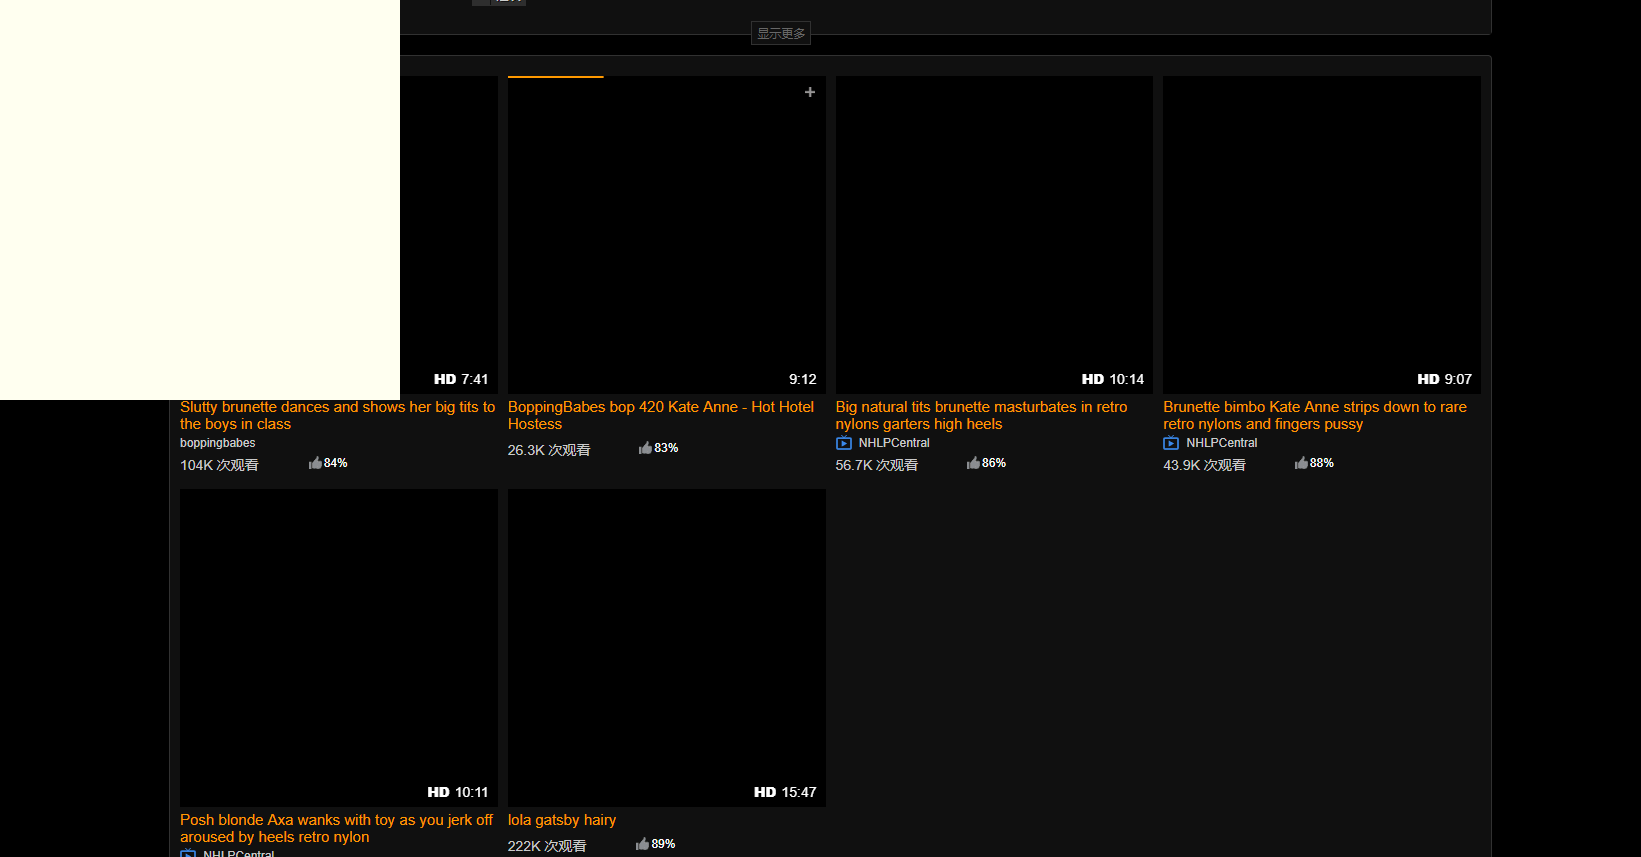 显示更多
HD 7:41
9:12
HD 10:14
HD 9:07
Slutty brunette dances and shows her big tits to
the boys in class
boppingbabes
104K 次观看 84%
BoppingBabes bop 420 Kate Anne - Hot Hotel
Hostess
26.3K 次观看 83%
Big natural tits brunette masturbates in retro
nylons garters high heels
NHLPCentral
56.7K 次观看 86%
Brunette bimbo Kate Anne strips down to rare
retro nylons and fingers pussy
NHLPCentral
43.9K 次观看 88%
HD 10:11
HD 15:47
Posh blonde Axa wanks with toy as you jerk off
aroused by heels retro nylon
NHLPCentral
lola gatsby hairy
222K 次观看 89%